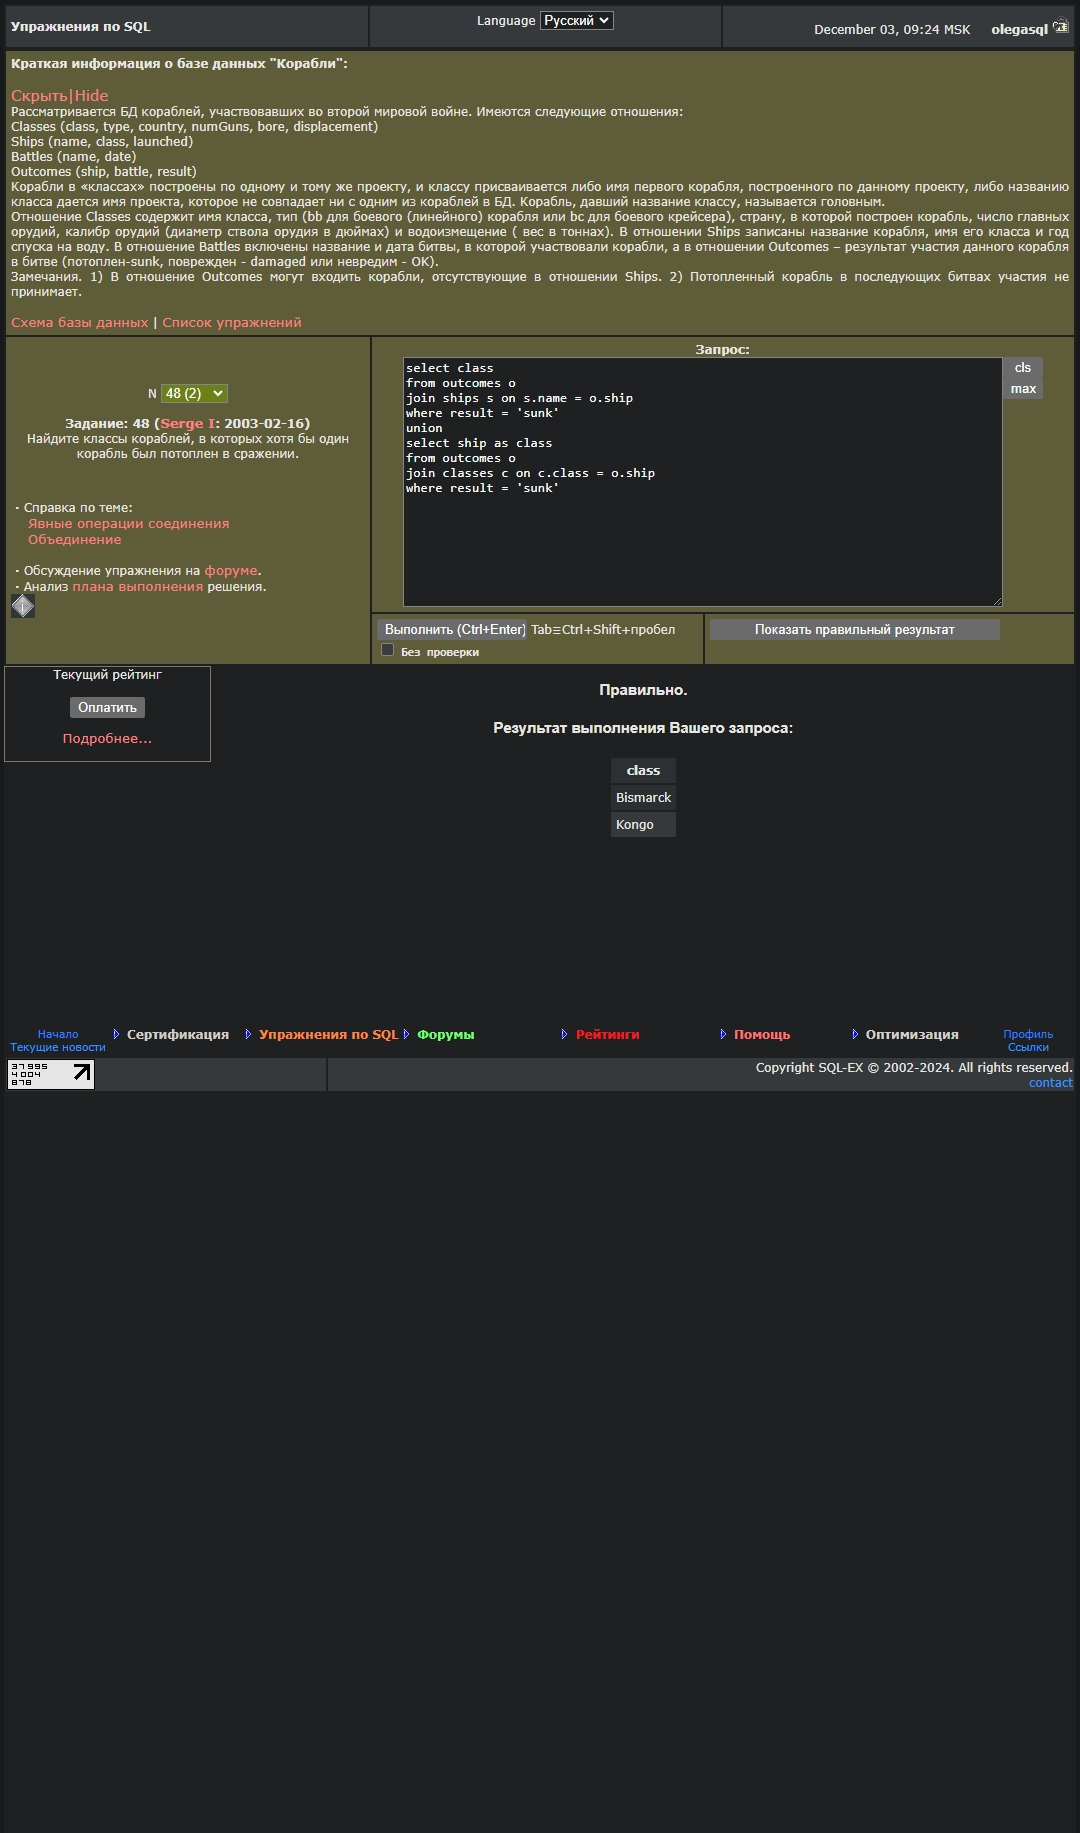 Упражнения по SQL
Language Русский
December 03, 09:24 MSK olegasql
Краткая информация о базе данных "Корабли":
Скрыть|Hide
Рассматривается БД кораблей, участвовавших во второй мировой войне. Имеются следующие отношения:
Classes (class, type, country, numGuns, bore, displacement)
Ships (name, class, launched)
Battles (name, date)
Outcomes (ship, battle, result)
Корабли в «классах» построены по одному и тому же проекту, и классу присваивается либо имя первого корабля, построенного по данному проекту, либо названию
класса дается имя проекта, которое не совпадает ни с одним из кораблей в БД. Корабль, давший название классу, называется головным.
Отношение Classes содержит имя класса, тип (bb для боевого (линейного) корабля или bc для боевого крейсера), страну, в которой построен корабль, число главных
орудий, калибр орудий (диаметр ствола орудия в дюймах) и водоизмещение ( вес в тоннах). В отношении Ships записаны название корабля, имя его класса и год
спуска на воду. В отношение Battles включены название и дата битвы, в которой участвовали корабли, а в отношении Outcomes – результат участия данного корабля
в битве (потоплен-sunk, поврежден - damaged или невредим - OK).
Замечания. 1) В отношение Outcomes могут входить корабли, отсутствующие в отношении Ships. 2) Потопленный корабль в последующих битвах участия не
принимает.
Схема базы данных | Список упражнений
N 48 (2)
Задание: 48 (Serge I: 2003-02-16)
Найдите классы кораблей, в которых хотя бы один
корабль был потоплен в сражении.
· Справка по теме:
Явные операции соединения
Объединение
· Обсуждение упражнения на форуме.
· Анализ плана выполнения решения.
Запрос:
select class
from outcomes o
join ships s on s.name = o.ship
where result = 'sunk'
union
select ship as class
from outcomes o
join classes c on c.class = o.ship
where result = 'sunk'
cls
max
Выполнить (Ctrl+Enter) Tab≡Ctrl+Shift+пробел
Без проверки
Показать правильный результат
Текущий рейтинг
Оплатить
Подробнее...
Правильно.
Результат выполнения Вашего запроса:
class
Bismarck
Kongo
Начало
Текущие новости
Сертификация
Упражнения по SQL
Форумы
Рейтинги
Помощь
Оптимизация
Профиль
Ссылки
37 995
4 004
878
Copyright SQL-EX © 2002-2024. All rights reserved.
contact